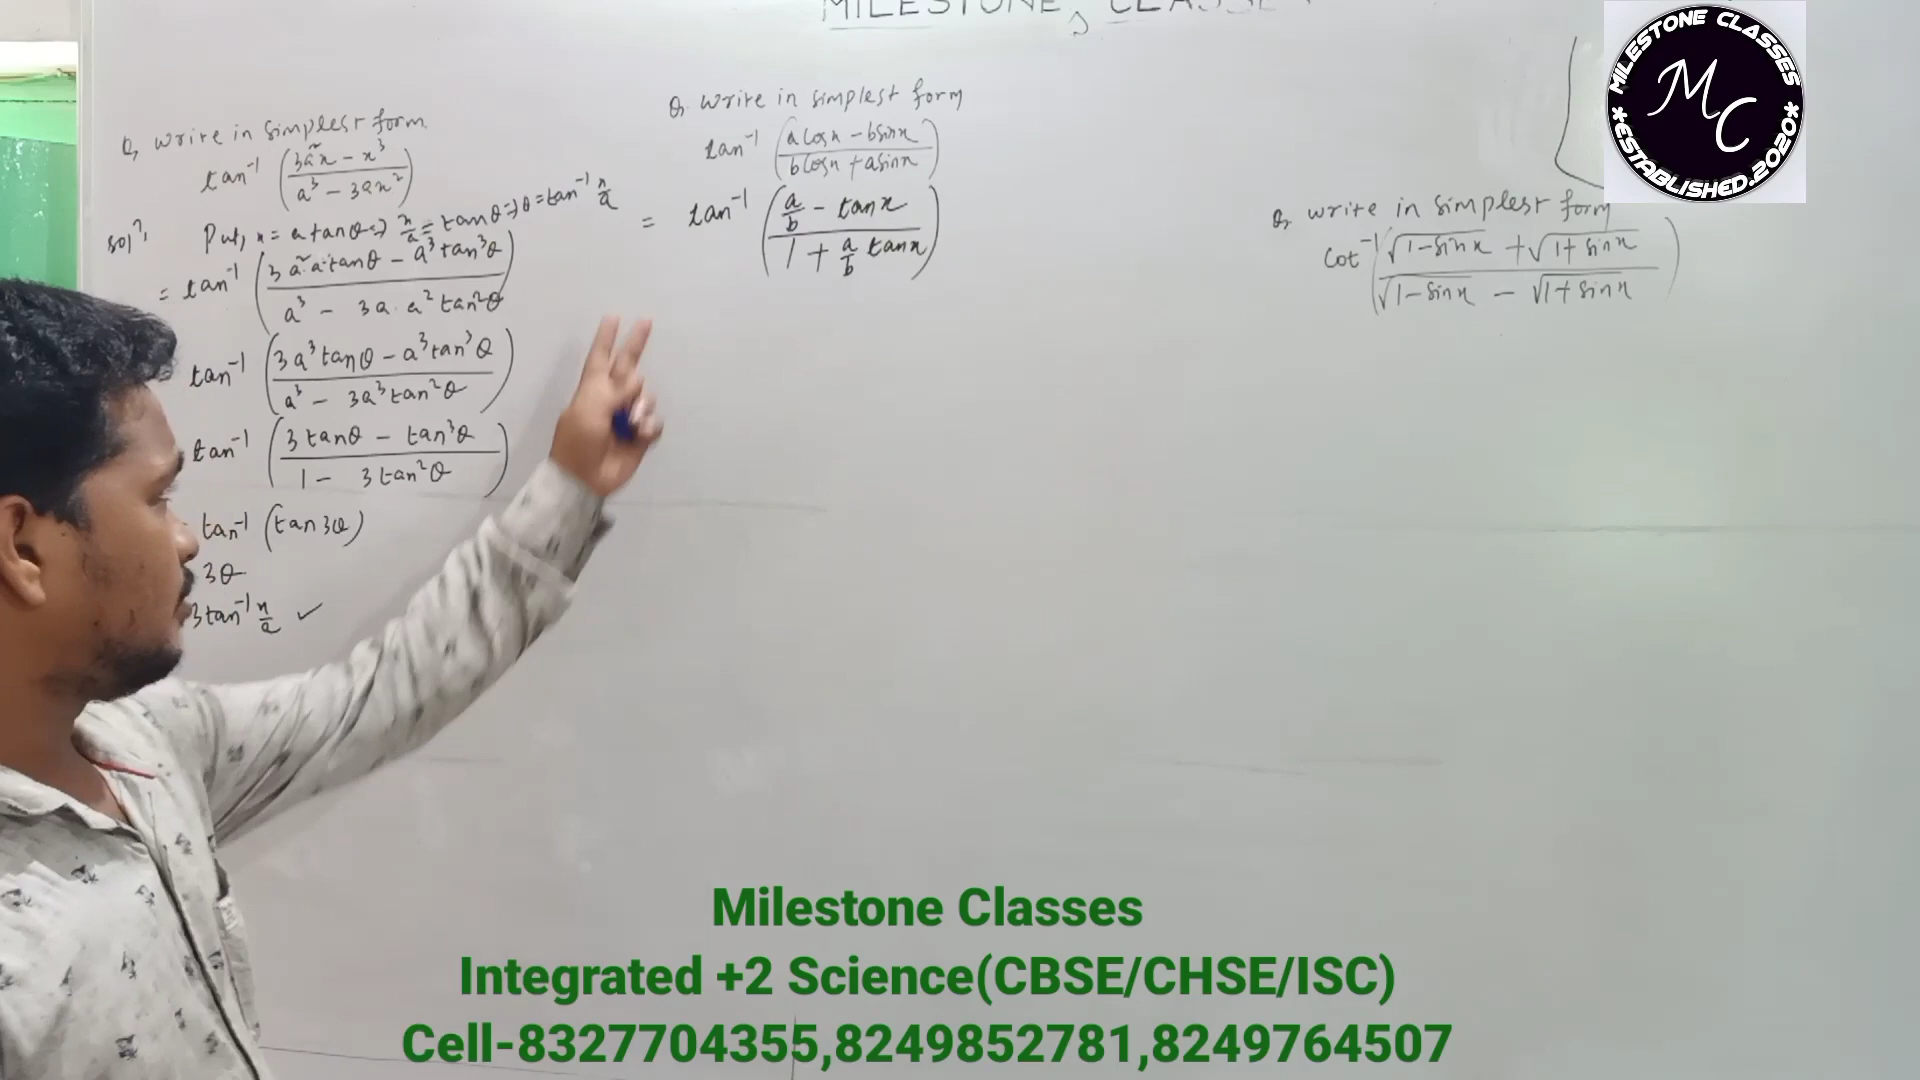 MILESTONE, CLASSES
Q, write in simplest form
tan⁻¹ (3a²x - x³ / a³ - 3ax²)
Solⁿ, Put, x = a tanθ ⇒ x/a = tanθ ⇒ θ = tan⁻¹ x/a
= tan⁻¹ (3a².a.tanθ - a³tan³θ / a³ - 3a.a²tan²θ)
tan⁻¹ (3a³tanθ - a³tan³θ / a³ - 3a³tan²θ)
tan⁻¹ (3tanθ - tan³θ / 1 - 3tan²θ)
tan⁻¹ (tan3θ)
3θ
3tan⁻¹ x/a ✓
Q, write in simplest form
tan⁻¹ (a cosx - b sinx / b cosx + a sinx)
= tan⁻¹ (a/b - tanx / 1 + a/b tanx)
Q, write in simplest form
cot⁻¹ (√1-sinx + √1+sinx / √1-sinx - √1+sinx)
MILESTONE CLASSES
MC
*ESTABLISHED.2020*
Milestone Classes
Integrated +2 Science(CBSE/CHSE/ISC)
Cell-8327704355,8249852781,8249764507